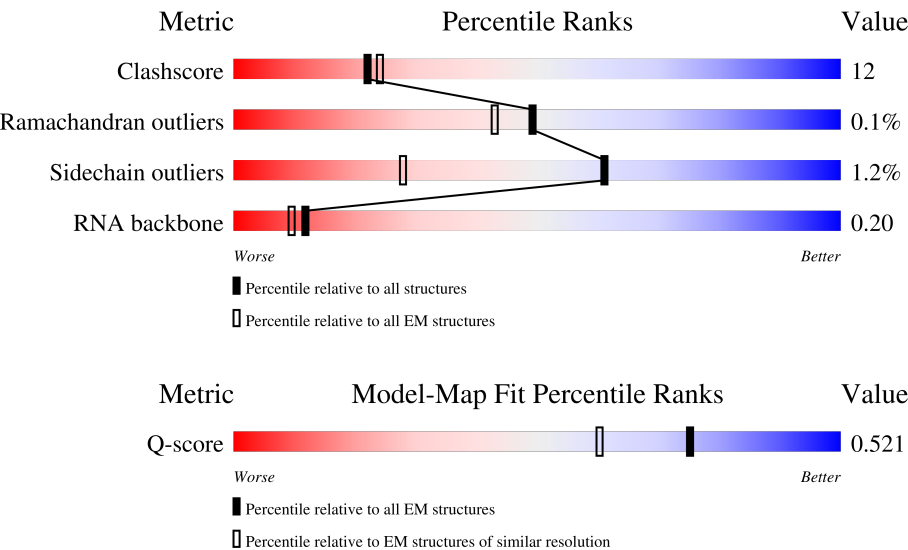 Metric Percentile Ranks Value
Clashscore 12
Ramachandran outliers 0.1%
Sidechain outliers 1.2%
RNA backbone 0.20
Worse Better
Percentile relative to all structures
Percentile relative to all EM structures
Metric Model-Map Fit Percentile Ranks Value
Q-score 0.521
Worse Better
Percentile relative to all EM structures
Percentile relative to EM structures of similar resolution